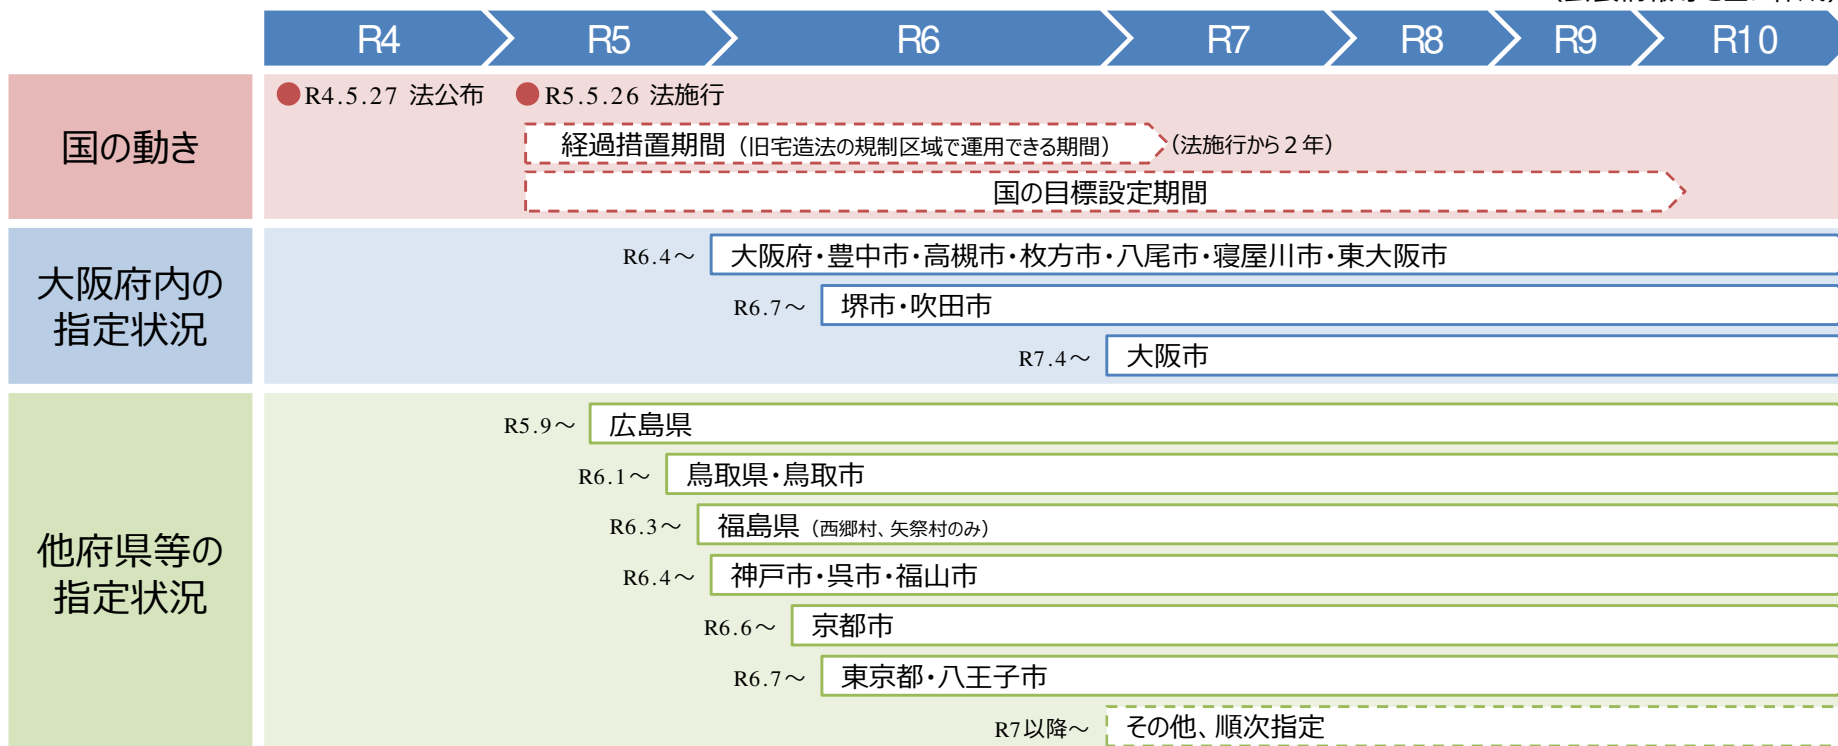 R4 R5 R6 R7 R8 R9 R10
国の動き
R4.5.27 法公布
R5.5.26 法施行
経過措置期間（旧宅造法の規制区域で運用できる期間）
（法施行から２年）
国の目標設定期間
大阪府内の
指定状況
R6.4～ 大阪府・豊中市・高槻市・枚方市・八尾市・寝屋川市・東大阪市
R6.7～ 堺市・吹田市
R7.4～ 大阪市
他府県等の
指定状況
R5.9～ 広島県
R6.1～ 鳥取県・鳥取市
R6.3～ 福島県（西郷村、矢祭村のみ）
R6.4～ 神戸市・呉市・福山市
R6.6～ 京都市
R6.7～ 東京都・八王子市
R7以降～ その他、順次指定